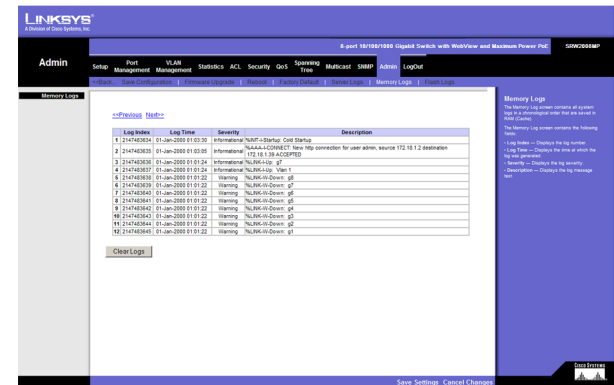 LINKSYS®
A Division of Cisco Systems, Inc.
8-port 10/100/1000 Gigabit Switch with WebView and Maximum Power PoE SRW2008MP
Admin
Setup Port Management VLAN Management Statistics ACL Security QoS Spanning Tree Multicast SNMP Admin LogOut
<<Back Save Configuration | Firmware Upgrade | Reboot | Factory Default | Server Logs | Memory Logs | Flash Logs
Memory Logs
<<Previous Next>>
Log Index Log Time Severity Description
1 2147483634 01-Jan-2000 01:03:30 Informational %INIT-I-Startup: Cold Startup
2 2147483635 01-Jan-2000 01:03:05 Informational %AAA-I-CONNECT: New http connection for user admin, source 172.18.1.2 destination
172.18.1.39 ACCEPTED
3 2147483636 01-Jan-2000 01:01:24 Informational %LINK-I-Up: g7
4 2147483637 01-Jan-2000 01:01:24 Informational %LINK-I-Up: Vlan 1
5 2147483638 01-Jan-2000 01:01:22 Warning %LINK-W-Down: g8
6 2147483639 01-Jan-2000 01:01:22 Warning %LINK-W-Down: g7
7 2147483640 01-Jan-2000 01:01:22 Warning %LINK-W-Down: g6
8 2147483641 01-Jan-2000 01:01:22 Warning %LINK-W-Down: g5
9 2147483642 01-Jan-2000 01:01:22 Warning %LINK-W-Down: g4
10 2147483643 01-Jan-2000 01:01:22 Warning %LINK-W-Down: g3
11 2147483644 01-Jan-2000 01:01:22 Warning %LINK-W-Down: g2
12 2147483645 01-Jan-2000 01:01:22 Warning %LINK-W-Down: g1
Clear Logs
Memory Logs
The Memory Log screen contains all system
logs in a chronological order that are saved in
RAM (Cache).
The Memory Log screen contains the following
fields:
- Log Index — Displays the log number.
- Log Time — Displays the time at which the
log was generated.
- Severity — Displays the log severity.
- Description — Displays the log message
text.
Save Settings Cancel Changes
CISCO SYSTEMS